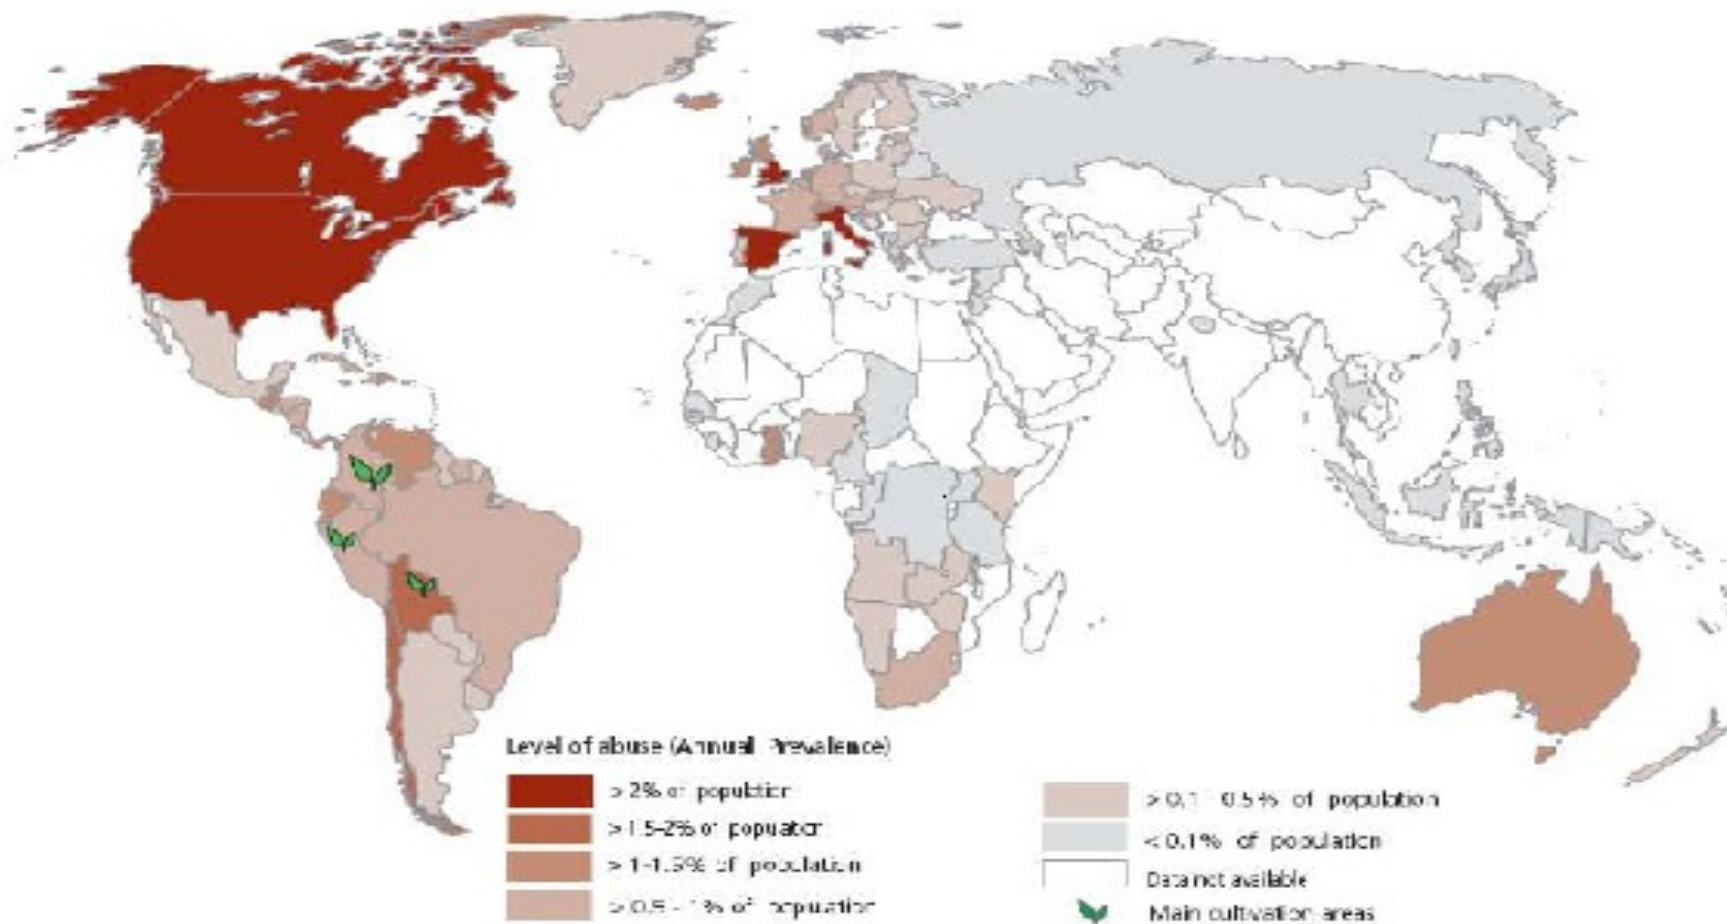 Level of abuse (Annual Prevalence)
> 2% of population
> 1.5-2% of population
> 1-1.5% of population
> 0.5 - 1% of population
> 0.1 - 0.5% of population
< 0.1% of population
Data not available
Main cultivation areas